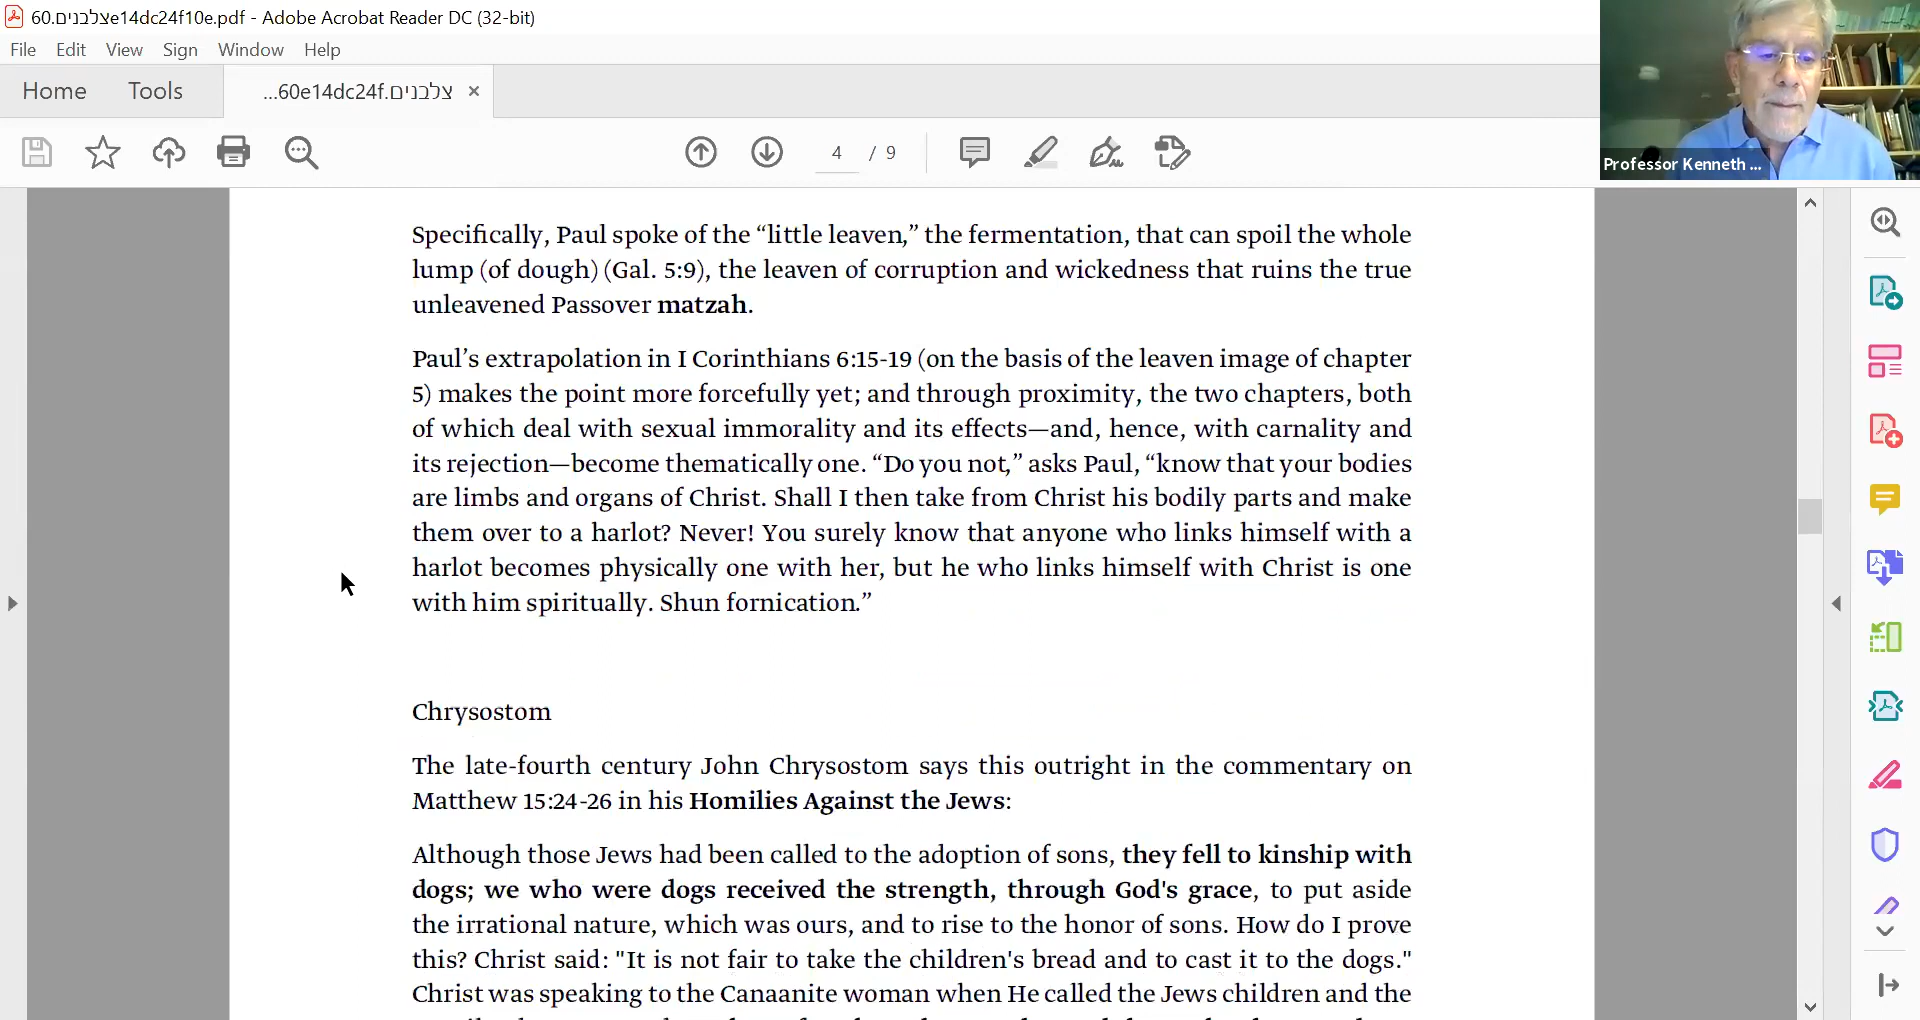 60.צלבניםe14dc24f10e.pdf - Adobe Acrobat Reader DC (32-bit)
File Edit View Sign Window Help
Home Tools ...60e14dc24f.צלבנים ×
4 / 9
Professor Kenneth ...
Specifically, Paul spoke of the “little leaven,” the fermentation, that can spoil the whole
lump (of dough) (Gal. 5:9), the leaven of corruption and wickedness that ruins the true
unleavened Passover matzah.
Paul’s extrapolation in I Corinthians 6:15-19 (on the basis of the leaven image of chapter
5) makes the point more forcefully yet; and through proximity, the two chapters, both
of which deal with sexual immorality and its effects—and, hence, with carnality and
its rejection—become thematically one. “Do you not,” asks Paul, “know that your bodies
are limbs and organs of Christ. Shall I then take from Christ his bodily parts and make
them over to a harlot? Never! You surely know that anyone who links himself with a
harlot becomes physically one with her, but he who links himself with Christ is one
with him spiritually. Shun fornication.”
Chrysostom
The late-fourth century John Chrysostom says this outright in the commentary on
Matthew 15:24-26 in his Homilies Against the Jews:
Although those Jews had been called to the adoption of sons, they fell to kinship with
dogs; we who were dogs received the strength, through God's grace, to put aside
the irrational nature, which was ours, and to rise to the honor of sons. How do I prove
this? Christ said: "It is not fair to take the children's bread and to cast it to the dogs."
Christ was speaking to the Canaanite woman when He called the Jews children and the